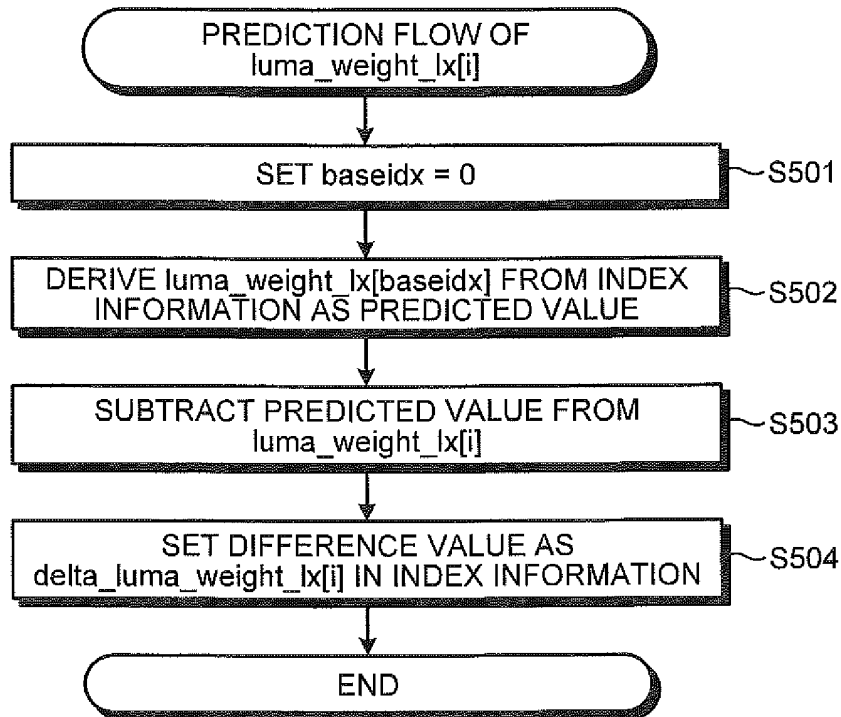 PREDICTION FLOW OF
luma_weight_lx[i]
SET baseidx = 0
S501
DERIVE luma_weight_lx[baseidx] FROM INDEX
INFORMATION AS PREDICTED VALUE
S502
SUBTRACT PREDICTED VALUE FROM
luma_weight_lx[i]
S503
SET DIFFERENCE VALUE AS
delta_luma_weight_lx[i] IN INDEX INFORMATION
S504
END